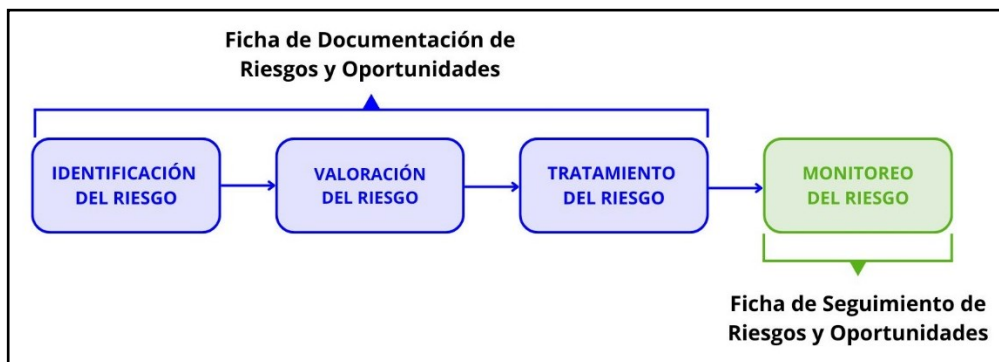 Ficha de Documentación de
Riesgos y Oportunidades
IDENTIFICACIÓN
DEL RIESGO
VALORACIÓN
DEL RIESGO
TRATAMIENTO
DEL RIESGO
MONITOREO
DEL RIESGO
Ficha de Seguimiento de
Riesgos y Oportunidades